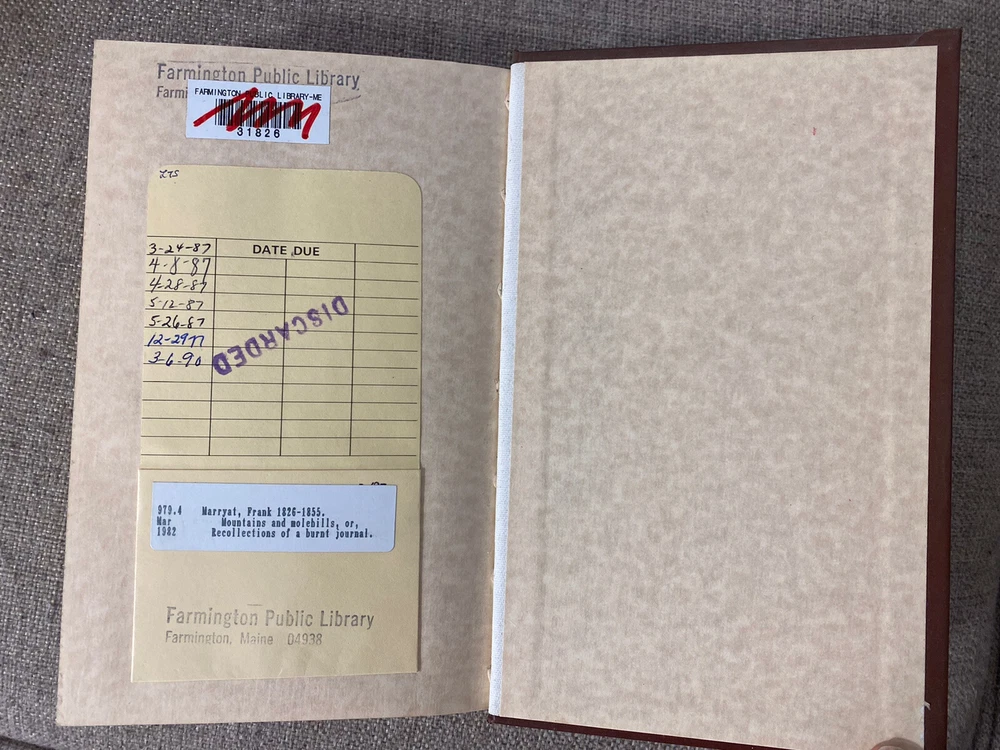 Farmington Public Library
Farmi
FARMINGTON PUBLIC LIBRARY-ME
31826
LTS
DATE DUE
3-24-87
4-8-87
4-28-87
5-12-87
5-26-87
3-6-90
DISCARDED
979.4 Marryat, Frank 1826-1855.
Mar Mountains and molehills, or,
1982 Recollections of a burnt journal.
Farmington Public Library
Farmington, Maine 04938